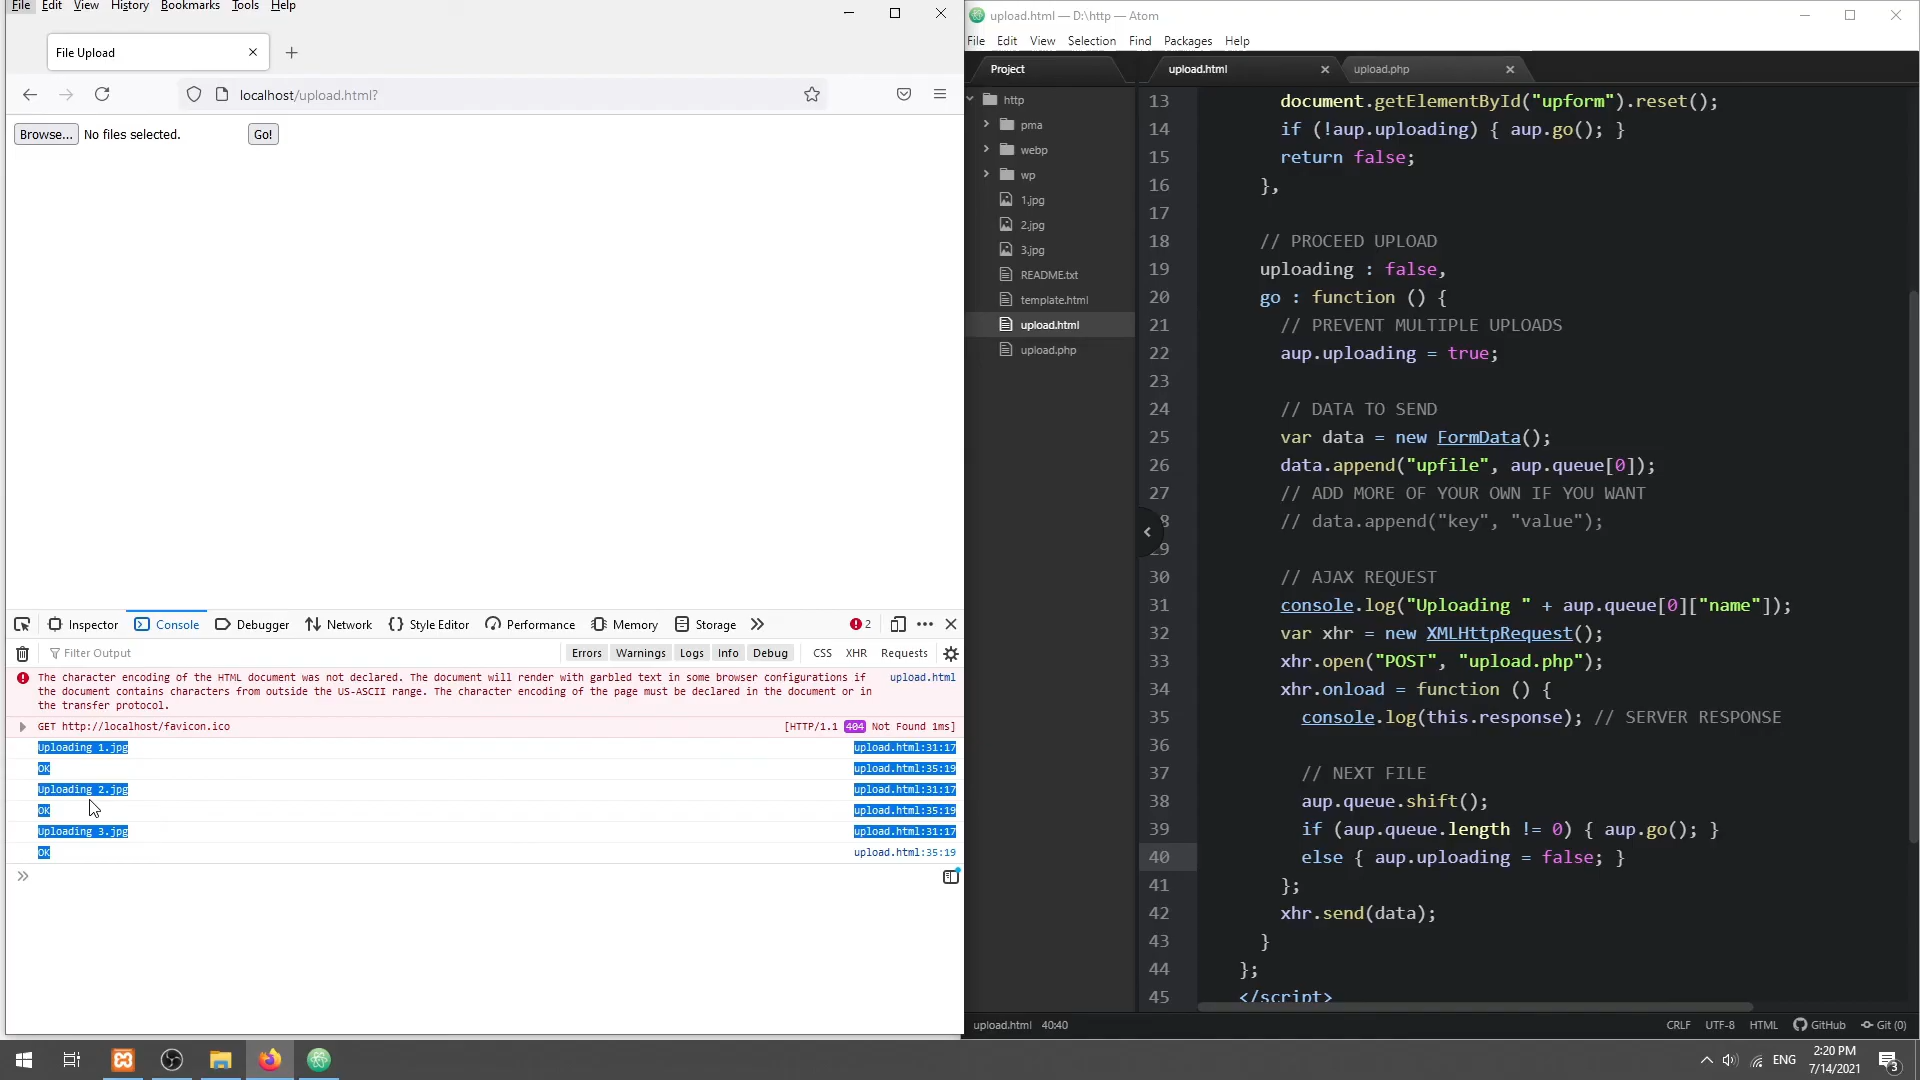 File Edit View History Bookmarks Tools Help
File Upload
localhost/upload.html?
Browse... No files selected. Go!
Inspector Console Debugger Network Style Editor Performance Memory Storage 2
Filter Output Errors Warnings Logs Info Debug CSS XHR Requests
The character encoding of the HTML document was not declared. The document will render with garbled text in some browser configurations if upload.html
the document contains characters from outside the US-ASCII range. The character encoding of the page must be declared in the document or in
the transfer protocol.
GET http://localhost/favicon.ico [HTTP/1.1 404 Not Found 1ms]
Uploading 1.jpg upload.html:31:17
OK upload.html:35:19
Uploading 2.jpg upload.html:31:17
OK upload.html:35:19
Uploading 3.jpg upload.html:31:17
OK upload.html:35:19
upload.html — D:\http — Atom
File Edit View Selection Find Packages Help
Project
http
pma
webp
wp
1.jpg
2.jpg
3.jpg
README.txt
template.html
upload.html
upload.php
upload.html upload.php
13 document.getElementById("upform").reset();
14 if (!aup.uploading) { aup.go(); }
15 return false;
16 },
17
18 // PROCEED UPLOAD
19 uploading : false,
20 go : function () {
21 // PREVENT MULTIPLE UPLOADS
22 aup.uploading = true;
23
24 // DATA TO SEND
25 var data = new FormData();
26 data.append("upfile", aup.queue[0]);
27 // ADD MORE OF YOUR OWN IF YOU WANT
8 // data.append("key", "value");
29
30 // AJAX REQUEST
31 console.log("Uploading " + aup.queue[0]["name"]);
32 var xhr = new XMLHttpRequest();
33 xhr.open("POST", "upload.php");
34 xhr.onload = function () {
35 console.log(this.response); // SERVER RESPONSE
36
37 // NEXT FILE
38 aup.queue.shift();
39 if (aup.queue.length != 0) { aup.go(); }
40 else { aup.uploading = false; }
41 };
42 xhr.send(data);
43 }
44 };
45 </script>
upload.html 40:40 CRLF UTF-8 HTML GitHub Git (0)
ENG
2:20 PM
7/14/2021
3